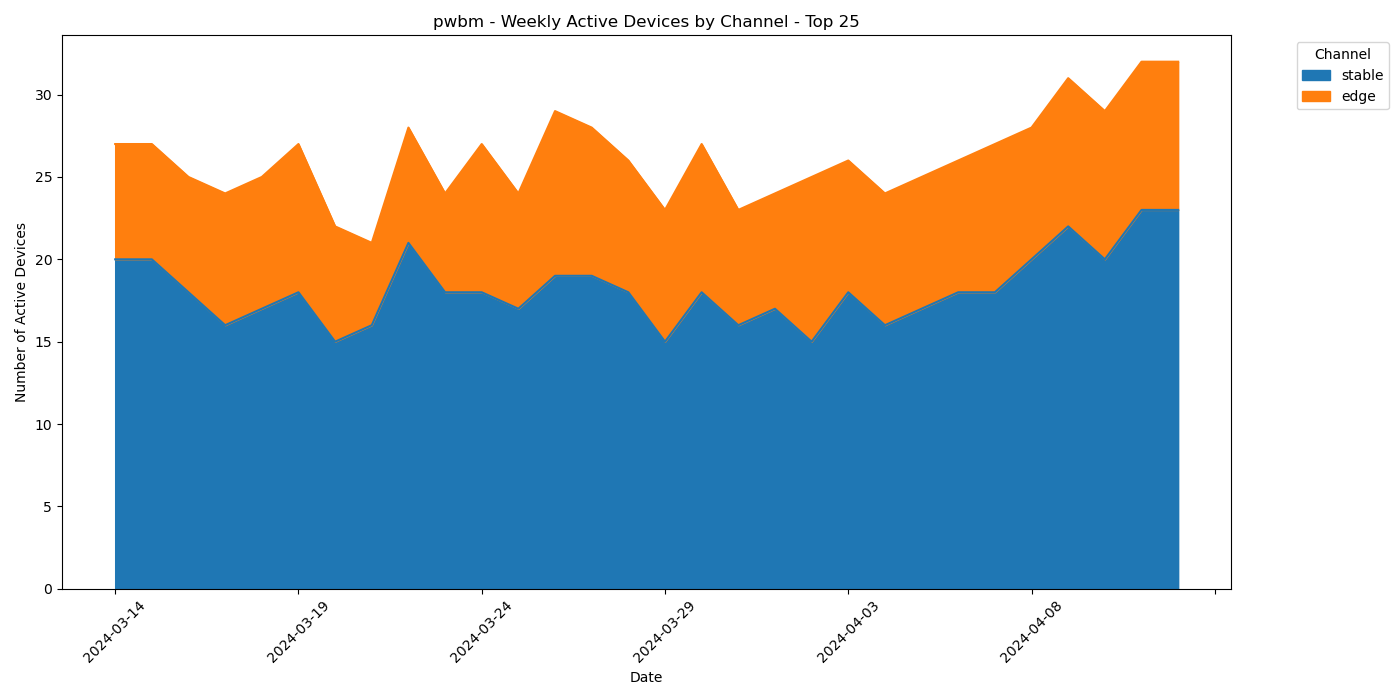 pwbm - Weekly Active Devices by Channel - Top 25
Channel
stable
edge
Number of Active Devices
30
25
20
15
10
5
0
2024-03-14
2024-03-19
2024-03-24
2024-03-29
2024-04-03
2024-04-08
Date